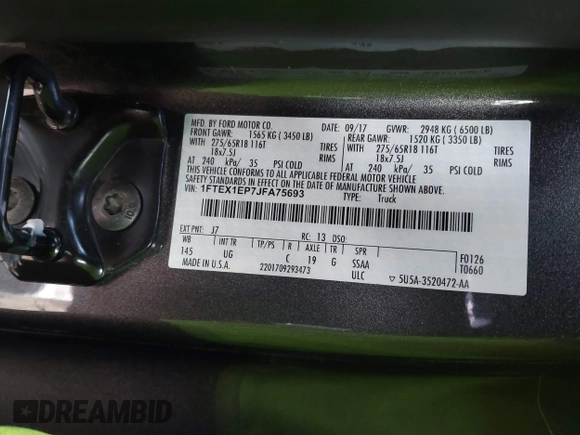 MFD. BY FORD MOTOR CO.
DATE: 09/17 GVWR: 2948 KG ( 6500 LB)
FRONT GAWR: 1565 KG ( 3450 LB) REAR GAWR: 1520 KG ( 3350 LB)
WITH 275/65R18 116T TIRES WITH 275/65R18 116T TIRES
18x7.5J RIMS 18x7.5J RIMS
AT 240 kPa/ 35 PSI COLD AT 240 kPa/ 35 PSI COLD
THIS VEHICLE CONFORMS TO ALL APPLICABLE FEDERAL MOTOR VEHICLE
SAFETY STANDARDS IN EFFECT ON THE DATE OF MANUFACTURE SHOWN ABOVE.
VIN: 1FTEX1EP7JFA75693 TYPE: Truck
EXT PNT: J7 RC: 13 DSO:
WB INT TR TP/PS R AXLE TR SPR F0126
145 UG C 19 G SSAA T0660
MADE IN U.S.A. 2201709293473 ULC ▽ 5U5A-3520472-AA
DREAMBID